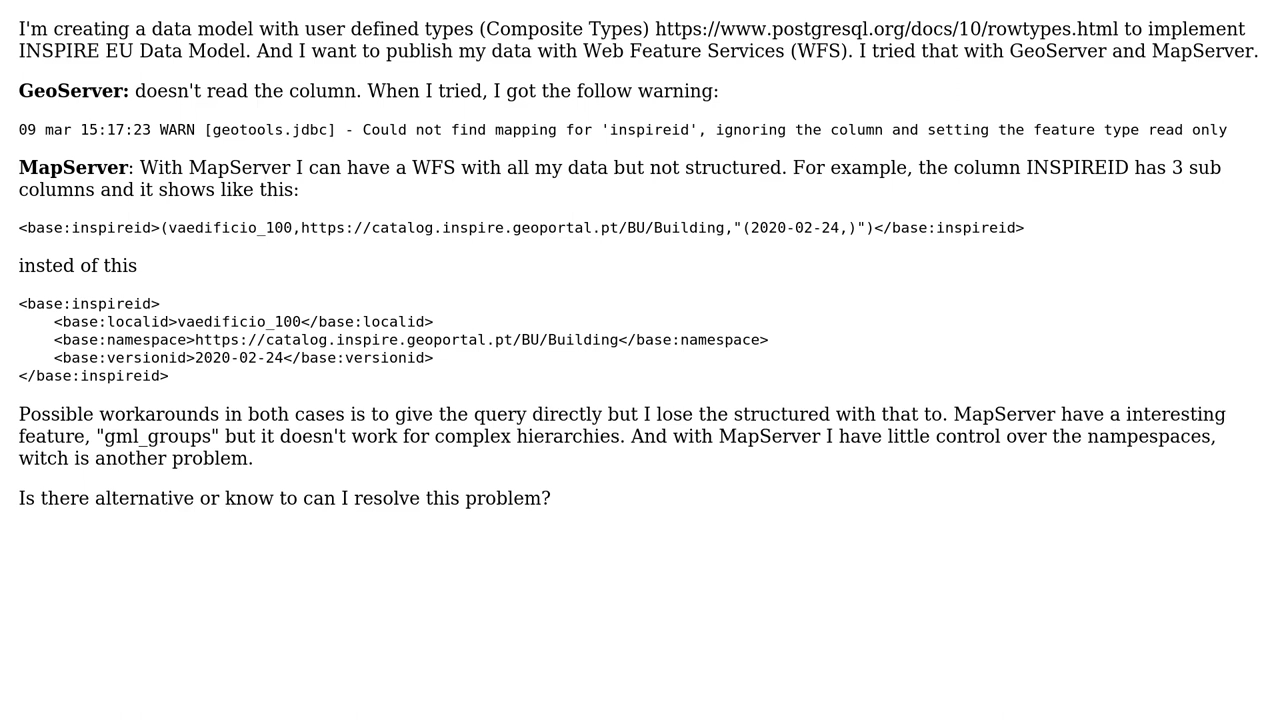 I'm creating a data model with user defined types (Composite Types) https://www.postgresql.org/docs/10/rowtypes.html to implement
INSPIRE EU Data Model. And I want to publish my data with Web Feature Services (WFS). I tried that with GeoServer and MapServer.
GeoServer: doesn't read the column. When I tried, I got the follow warning:
09 mar 15:17:23 WARN [geotools.jdbc] - Could not find mapping for 'inspireid', ignoring the column and setting the feature type read only
MapServer: With MapServer I can have a WFS with all my data but not structured. For example, the column INSPIREID has 3 sub
columns and it shows like this:
<base:inspireid>(vaedificio_100,https://catalog.inspire.geoportal.pt/BU/Building,"(2020-02-24,)")</base:inspireid>
insted of this
<base:inspireid>
    <base:localid>vaedificio_100</base:localid>
    <base:namespace>https://catalog.inspire.geoportal.pt/BU/Building</base:namespace>
    <base:versionid>2020-02-24</base:versionid>
</base:inspireid>
Possible workarounds in both cases is to give the query directly but I lose the structured with that to. MapServer have a interesting
feature, "gml_groups" but it doesn't work for complex hierarchies. And with MapServer I have little control over the nampespaces,
witch is another problem.
Is there alternative or know to can I resolve this problem?